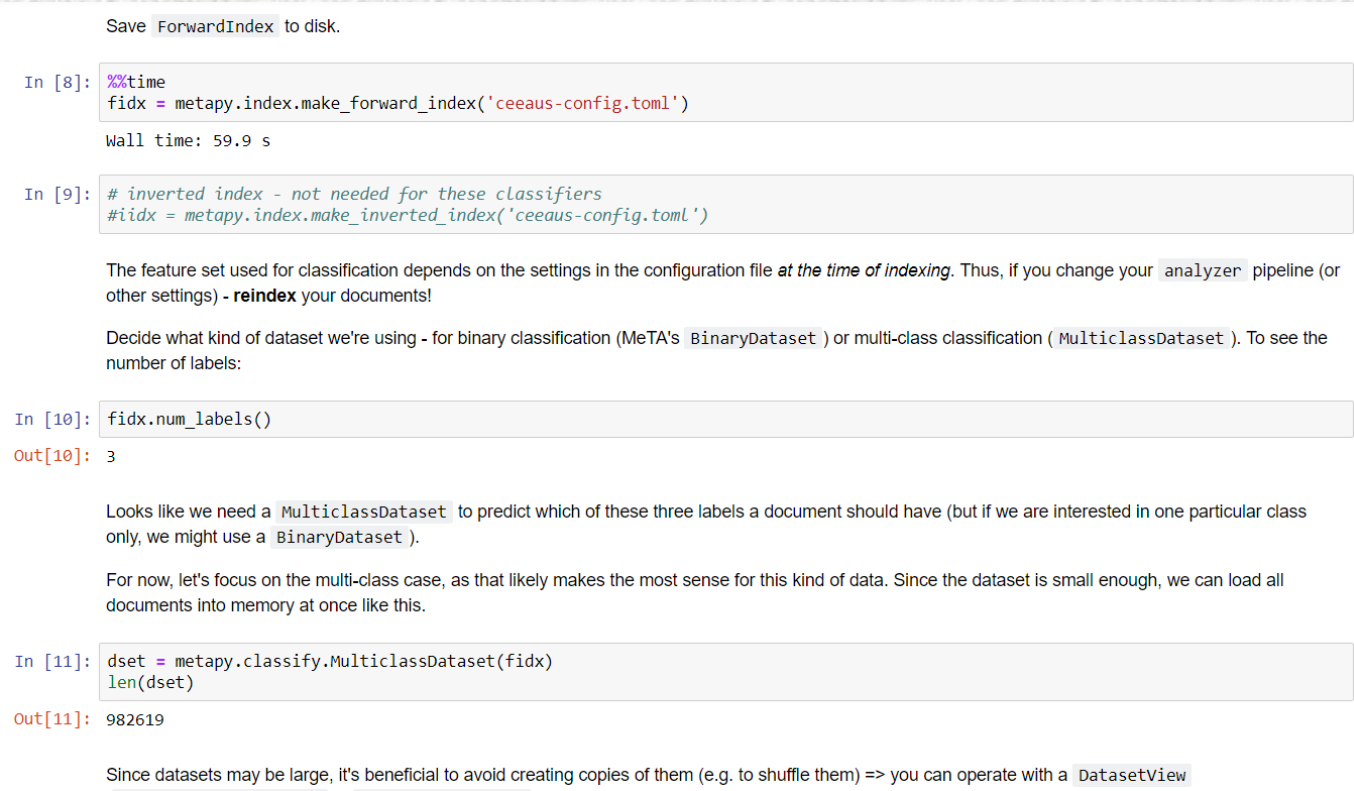 Save ForwardIndex to disk.
In [8]: %%time
fidx = metapy.index.make_forward_index('ceeaus-config.toml')
Wall time: 59.9 s
In [9]: # inverted index - not needed for these classifiers
#iidx = metapy.index.make_inverted_index('ceeaus-config.toml')
The feature set used for classification depends on the settings in the configuration file at the time of indexing. Thus, if you change your analyzer pipeline (or
other settings) - reindex your documents!
Decide what kind of dataset we're using - for binary classification (MeTA's BinaryDataset ) or multi-class classification ( MulticlassDataset ). To see the
number of labels:
In [10]: fidx.num_labels()
Out[10]: 3
Looks like we need a MulticlassDataset to predict which of these three labels a document should have (but if we are interested in one particular class
only, we might use a BinaryDataset ).
For now, let's focus on the multi-class case, as that likely makes the most sense for this kind of data. Since the dataset is small enough, we can load all
documents into memory at once like this.
In [11]: dset = metapy.classify.MulticlassDataset(fidx)
len(dset)
Out[11]: 982619
Since datasets may be large, it's beneficial to avoid creating copies of them (e.g. to shuffle them) => you can operate with a DatasetView